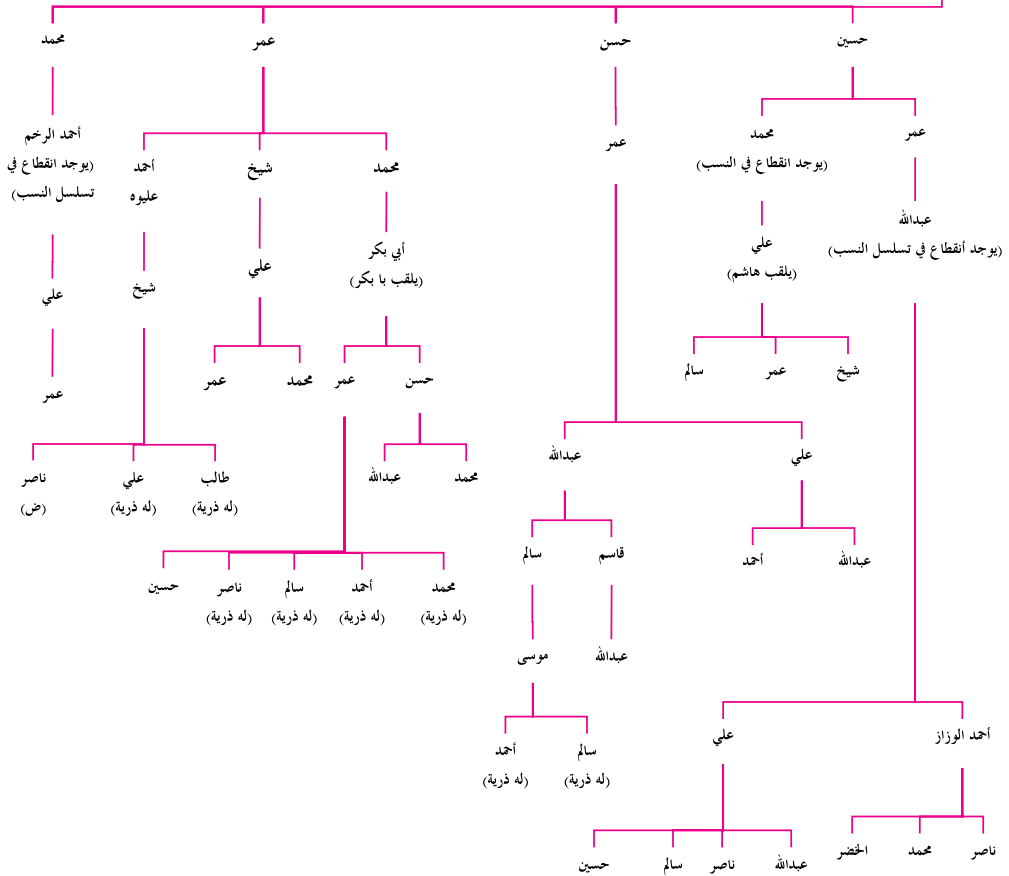 حسين
حسن
عمر
محمد
عمر
محمد
(يوجد انقطاع في النسب)
عمر
محمد
شيخ
أحمد
عليوه
أحمد الرخم
(يوجد انقطاع في
تسلسل النسب)
عبدالله
(يوجد أنقطاع في تسلسل النسب)
علي
(يلقب هاشم)
أبي بكر
(يلقب با بكر)
علي
شيخ
علي
شيخ
عمر
سالم
حسن
عمر
محمد
عمر
عمر
علي
عبدالله
محمد
عبدالله
طالب
(له ذرية)
علي
(له ذرية)
ناصر
(ض)
عبدالله
أحمد
قاسم
سالم
محمد
(له ذرية)
أحمد
(له ذرية)
سالم
(له ذرية)
ناصر
(له ذرية)
حسين
عبدالله
موسى
أحمد الوزاز
علي
سالم
(له ذرية)
أحمد
(له ذرية)
ناصر
محمد
الخضر
عبدالله
ناصر
سالم
حسين